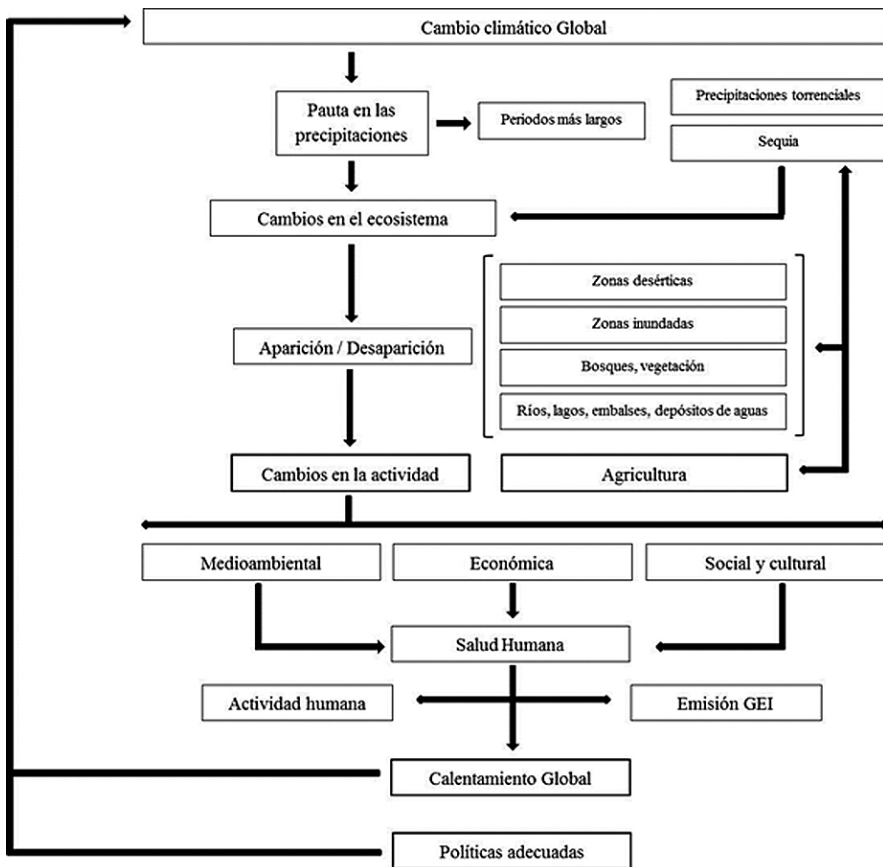 Cambio climático Global
Pauta en las
precipitaciones
Periodos más largos
Precipitaciones torrenciales
Sequia
Cambios en el ecosistema
Zonas desérticas
Zonas inundadas
Aparición / Desaparición
Bosques, vegetación
Ríos, lagos, embalses, depósitos de aguas
Cambios en la actividad
Agricultura
Medioambiental
Económica
Social y cultural
Salud Humana
Actividad humana
Emisión GEI
Calentamiento Global
Políticas adecuadas